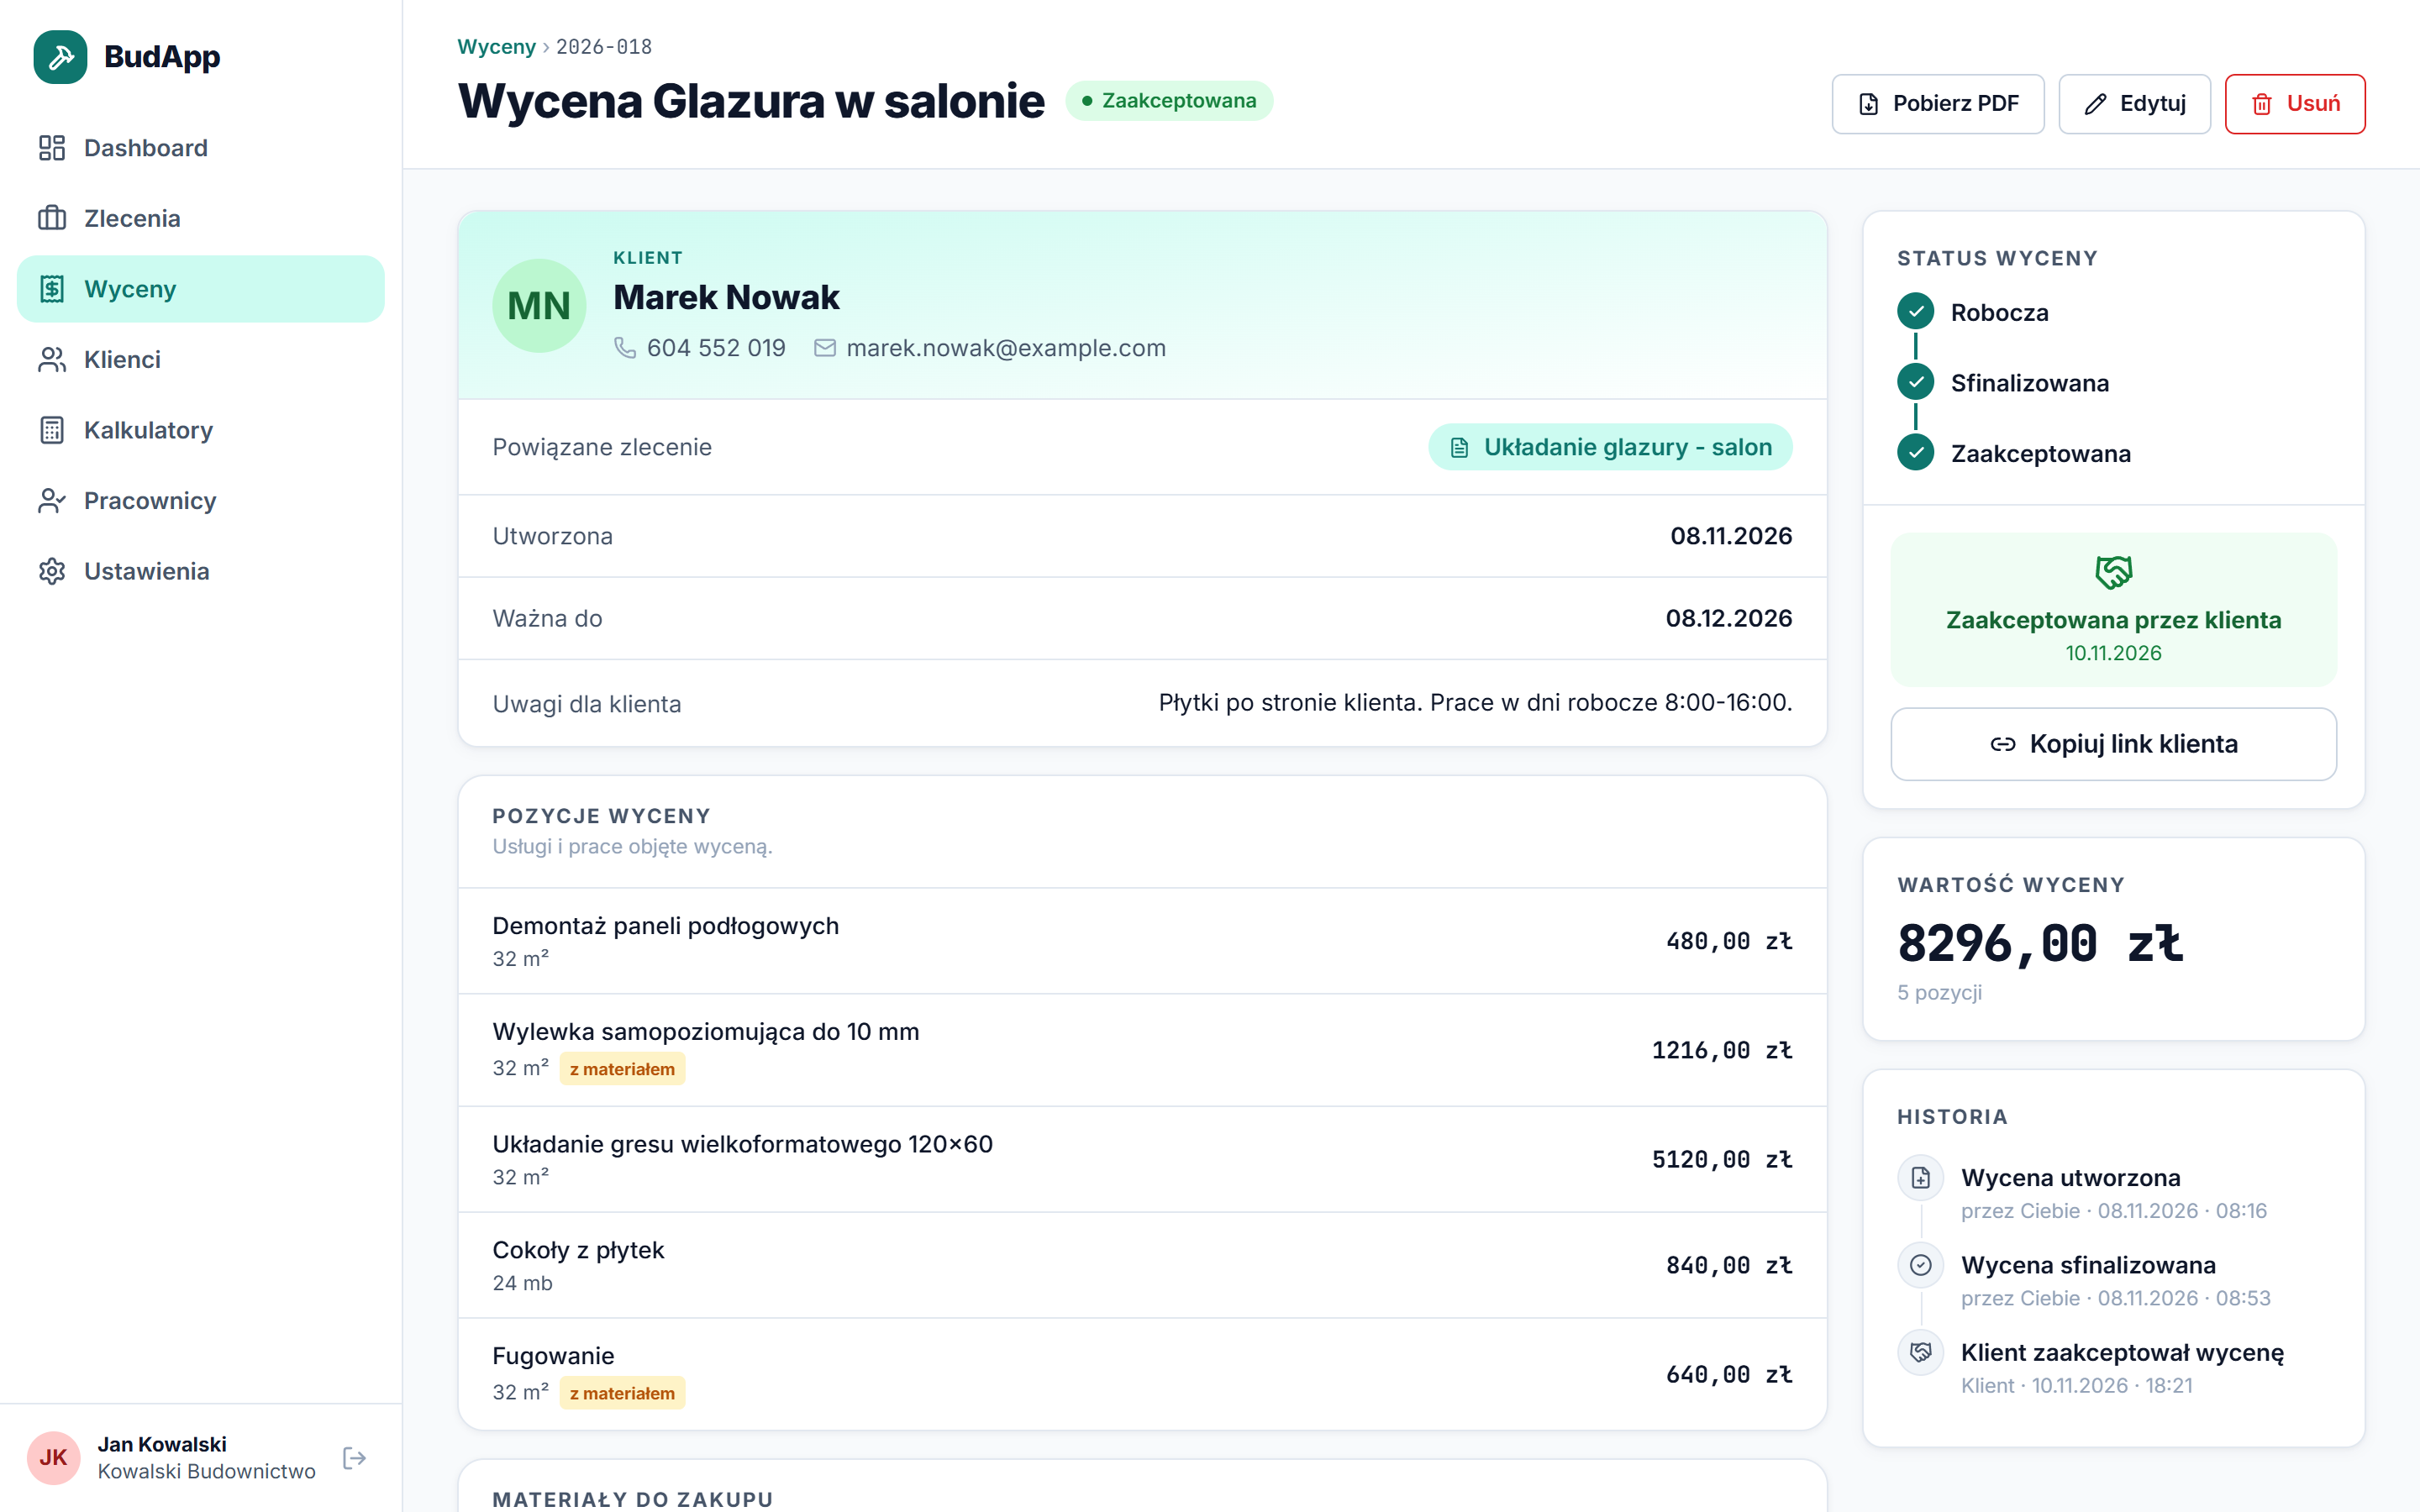 BudApp
Dashboard
Zlecenia
Wyceny
Klienci
Kalkulatory
Pracownicy
Ustawienia
JK
Jan Kowalski
Kowalski Budownictwo
Wyceny › 2026-018
Wycena Glazura w salonie
Zaakceptowana
Pobierz PDF
Edytuj
Usuń
MN
KLIENT
Marek Nowak
604 552 019 marek.nowak@example.com
Powiązane zlecenie Układanie glazury - salon
Utworzona 08.11.2026
Ważna do 08.12.2026
Uwagi dla klienta Płytki po stronie klienta. Prace w dni robocze 8:00-16:00.
POZYCJE WYCENY
Usługi i prace objęte wyceną.
Demontaż paneli podłogowych
32 m²
480,00 zł
Wylewka samopoziomująca do 10 mm
32 m² z materiałem
1216,00 zł
Układanie gresu wielkoformatowego 120×60
32 m²
5120,00 zł
Cokoły z płytek
24 mb
840,00 zł
Fugowanie
32 m² z materiałem
640,00 zł
MATERIAŁY DO ZAKUPU
STATUS WYCENY
Robocza
Sfinalizowana
Zaakceptowana
Zaakceptowana przez klienta
10.11.2026
Kopiuj link klienta
WARTOŚĆ WYCENY
8296,00 zł
5 pozycji
HISTORIA
Wycena utworzona
przez Ciebie · 08.11.2026 · 08:16
Wycena sfinalizowana
przez Ciebie · 08.11.2026 · 08:53
Klient zaakceptował wycenę
Klient · 10.11.2026 · 18:21